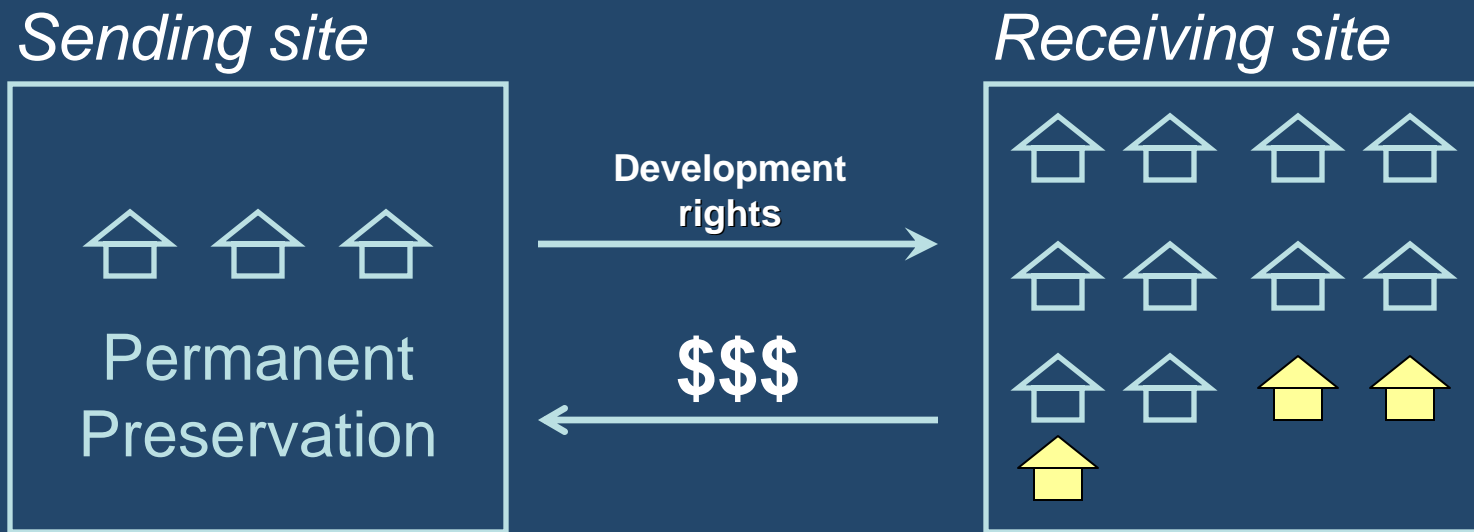 Sending site
Receiving site
Development
rights
$$$
Permanent
Preservation